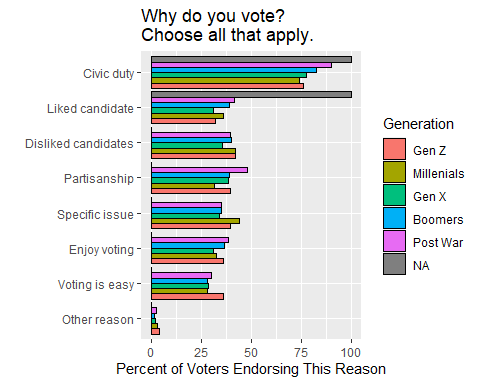 Why do you vote?
Choose all that apply.
Civic duty
Liked candidate
Disliked candidates
Partisanship
Specific issue
Enjoy voting
Voting is easy
Other reason
0 25 50 75 100
Percent of Voters Endorsing This Reason
Generation
Gen Z
Millenials
Gen X
Boomers
Post War
NA